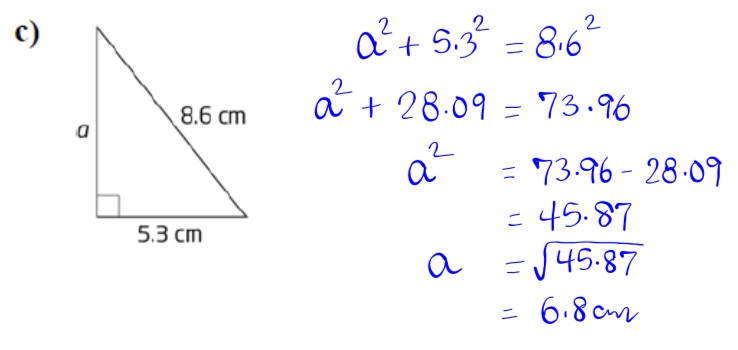 c)
a
8.6 cm
5.3 cm
a² + 5.3² = 8.6²
a² + 28.09 = 73.96
a² = 73.96 - 28.09
= 45.87
a = √45.87
= 6.8 cm